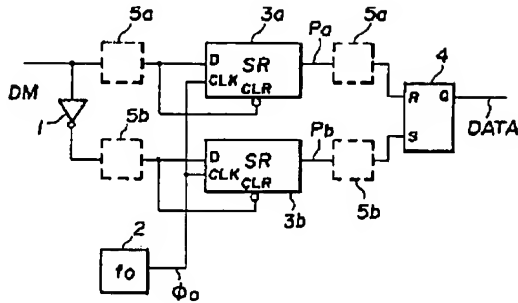 5a 3a Pa 5a
4
D SR
CLK
CLR
R Q
DM
1
5b
Pb
S
DATA
D SR
CLK
CLR
3b
5b
2
fo
φo